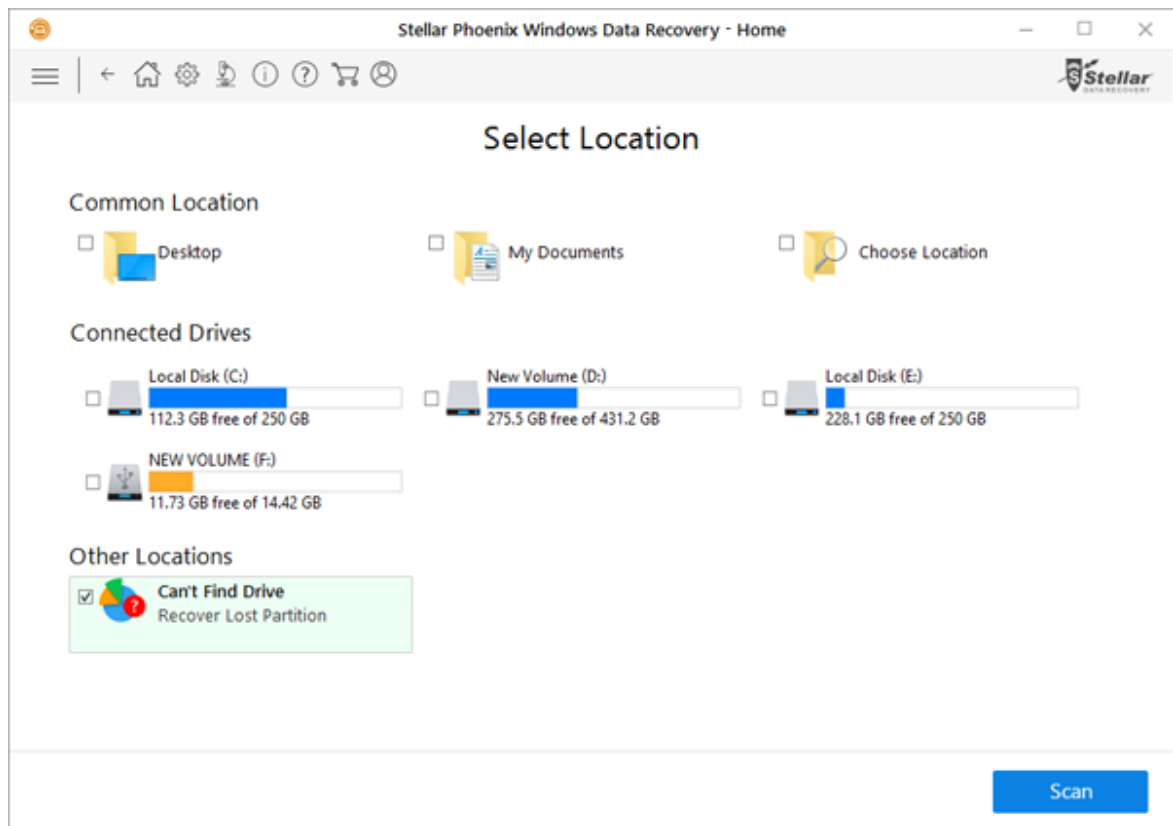 Stellar Phoenix Windows Data Recovery - Home
Stellar
DATA RECOVERY
Select Location
Common Location
Desktop
My Documents
Choose Location
Connected Drives
Local Disk (C:)
112.3 GB free of 250 GB
New Volume (D:)
275.5 GB free of 431.2 GB
Local Disk (E:)
228.1 GB free of 250 GB
NEW VOLUME (F:)
11.73 GB free of 14.42 GB
Other Locations
Can't Find Drive
Recover Lost Partition
Scan